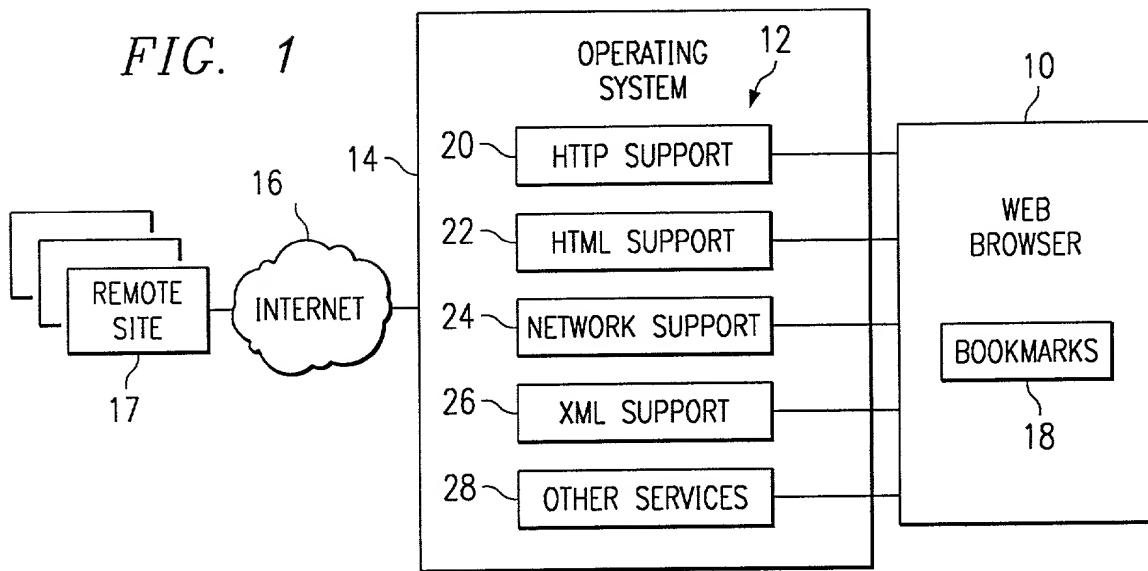 FIG. 1
OPERATING
SYSTEM
12
10
14
20
HTTP SUPPORT
16
22
HTML SUPPORT
WEB
BROWSER
REMOTE
SITE
INTERNET
24
NETWORK SUPPORT
BOOKMARKS
17
26
XML SUPPORT
18
28
OTHER SERVICES